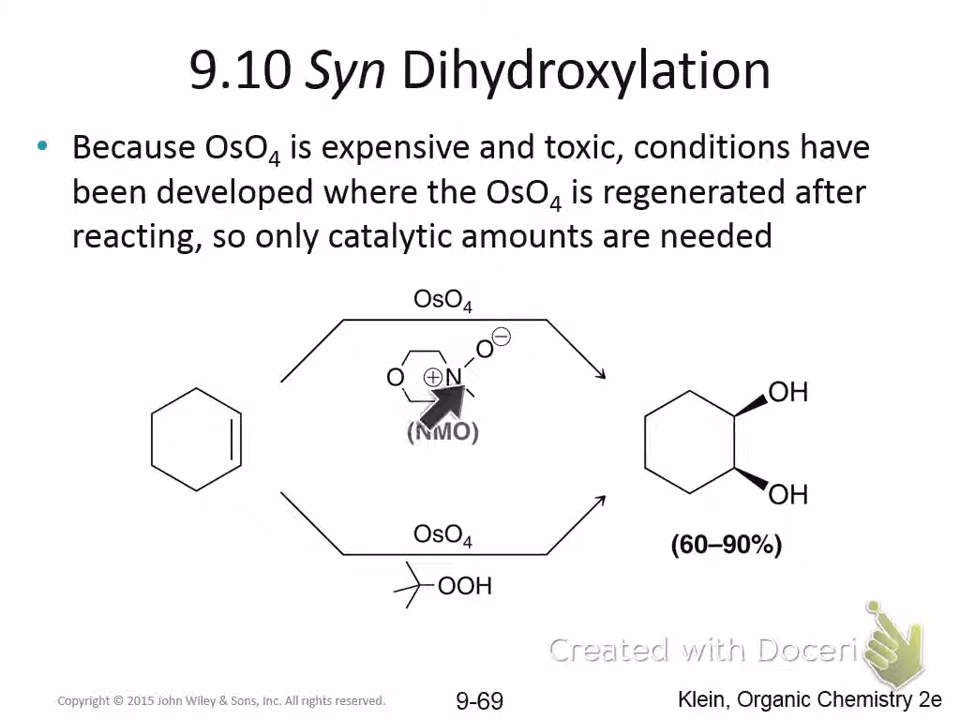 9.10 Syn Dihydroxylation
• Because OsO₄ is expensive and toxic, conditions have
been developed where the OsO₄ is regenerated after
reacting, so only catalytic amounts are needed
OsO₄
O⊖
O ⊕N
(NMO)
OH
OH
(60–90%)
OsO₄
OOH
Created with Doceri
Copyright © 2015 John Wiley & Sons, Inc. All rights reserved.
9-69
Klein, Organic Chemistry 2e